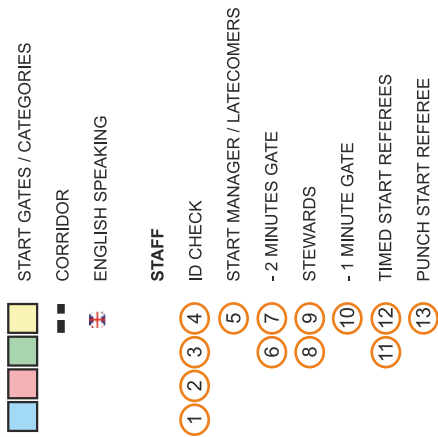 START GATES / CATEGORIES
CORRIDOR
ENGLISH SPEAKING
STAFF
1 2 3 4 ID CHECK
5 START MANAGER / LATECOMERS
6 7 - 2 MINUTES GATE
8 9 STEWARDS
10 - 1 MINUTE GATE
11 12 TIMED START REFEREES
13 PUNCH START REFEREE